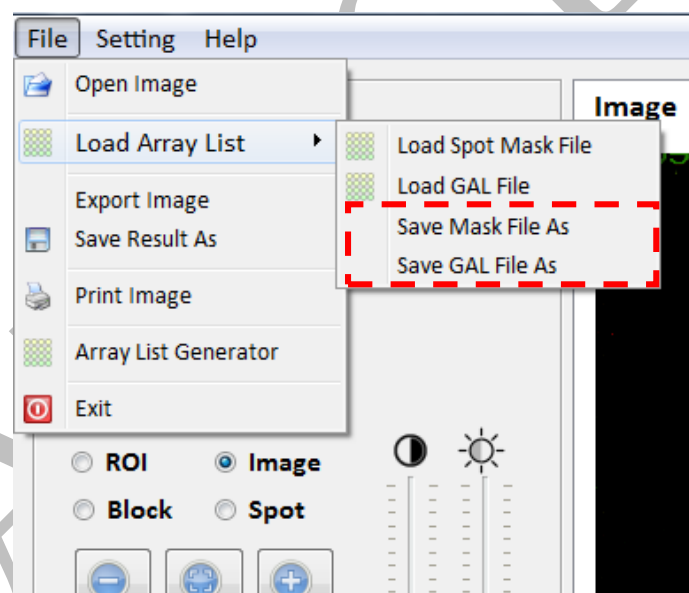 File Setting Help
Open Image
Image
Load Array List
Load Spot Mask File
Load GAL File
Export Image
Save Mask File As
Save Result As
Save GAL File As
Print Image
Array List Generator
Exit
ROI Image
Block Spot